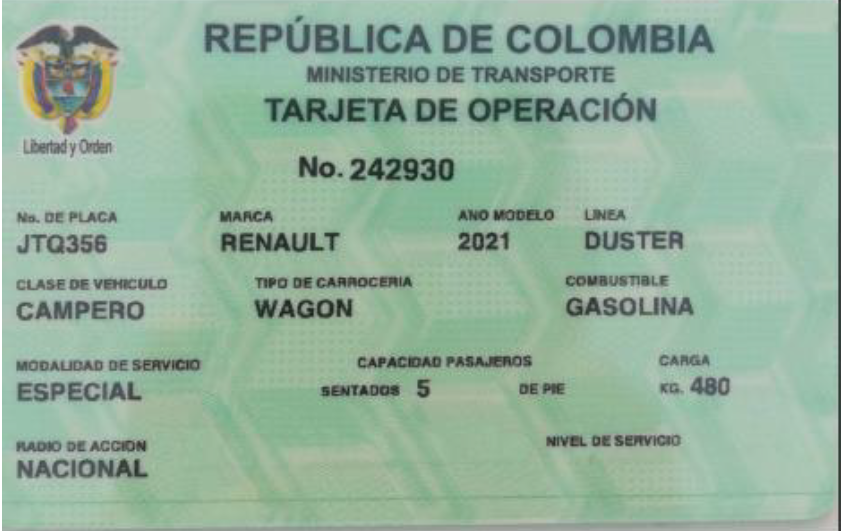 REPÚBLICA DE COLOMBIA
MINISTERIO DE TRANSPORTE
TARJETA DE OPERACIÓN
Libertad y Orden
No. 242930
No. DE PLACA MARCA ANO MODELO LINEA
JTQ356 RENAULT 2021 DUSTER
CLASE DE VEHICULO TIPO DE CARROCERIA COMBUSTIBLE
CAMPERO WAGON GASOLINA
MODALIDAD DE SERVICIO CAPACIDAD PASAJEROS CARGA
ESPECIAL SENTADOS 5 DE PIE KG. 480
RADIO DE ACCION NIVEL DE SERVICIO
NACIONAL